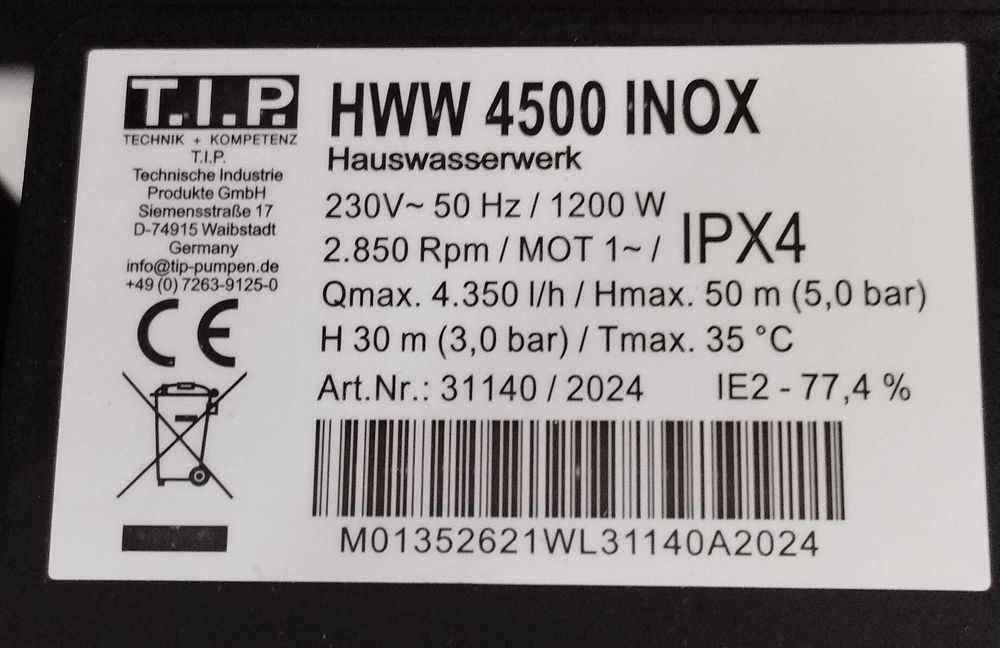 T.I.P.
TECHNIK + KOMPETENZ
T.I.P.
Technische Industrie
Produkte GmbH
Siemensstraße 17
D-74915 Waibstadt
Germany
info@tip-pumpen.de
+49 (0) 7263-9125-0
CE
HWW 4500 INOX
Hauswasserwerk
230V~ 50 Hz / 1200 W
2.850 Rpm / MOT 1~ / IPX4
Qmax. 4.350 l/h / Hmax. 50 m (5,0 bar)
H 30 m (3,0 bar) / Tmax. 35 °C
Art.Nr.: 31140 / 2024 IE2 - 77,4 %
M01352621WL31140A2024